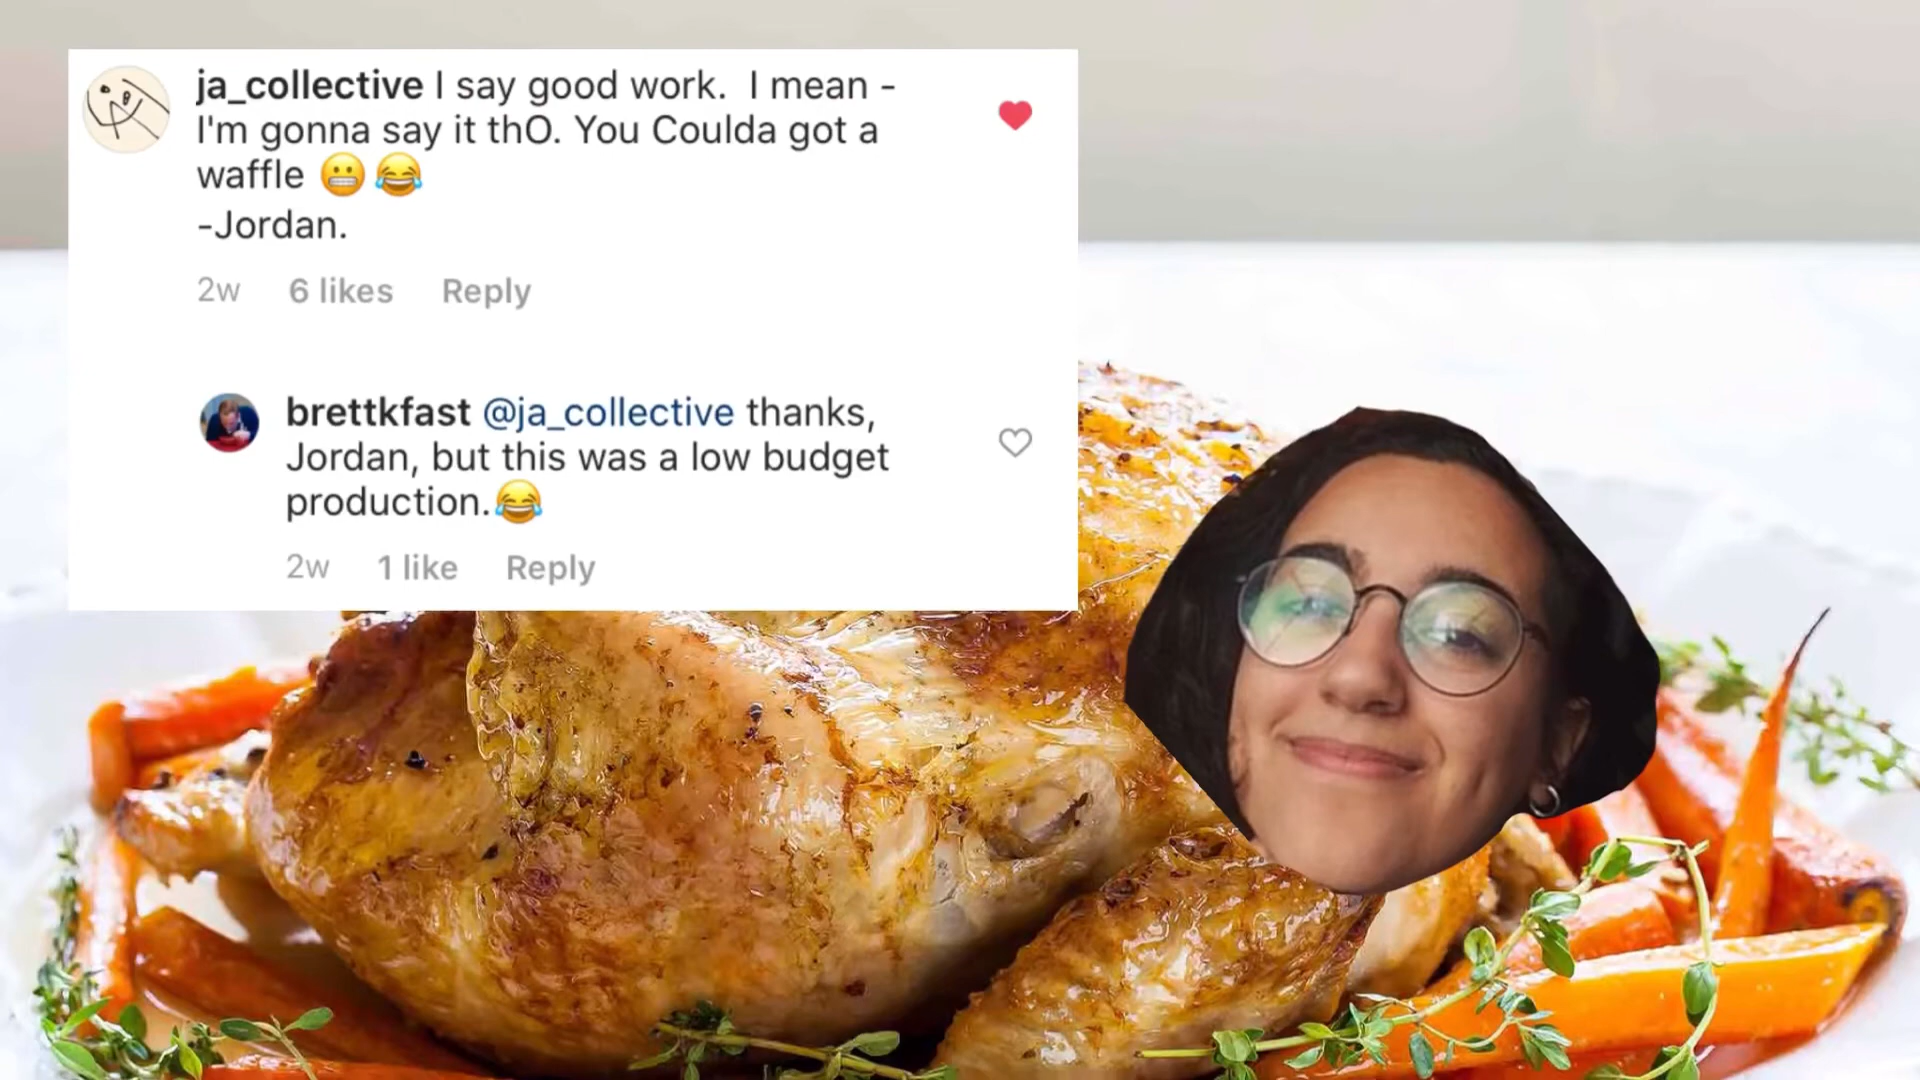 ja_collective I say good work.  I mean -
I'm gonna say it thO. You Coulda got a
waffle 😬😂
-Jordan.
2w 6 likes Reply
brettkfast @ja_collective thanks,
Jordan, but this was a low budget
production.😂
2w 1 like Reply